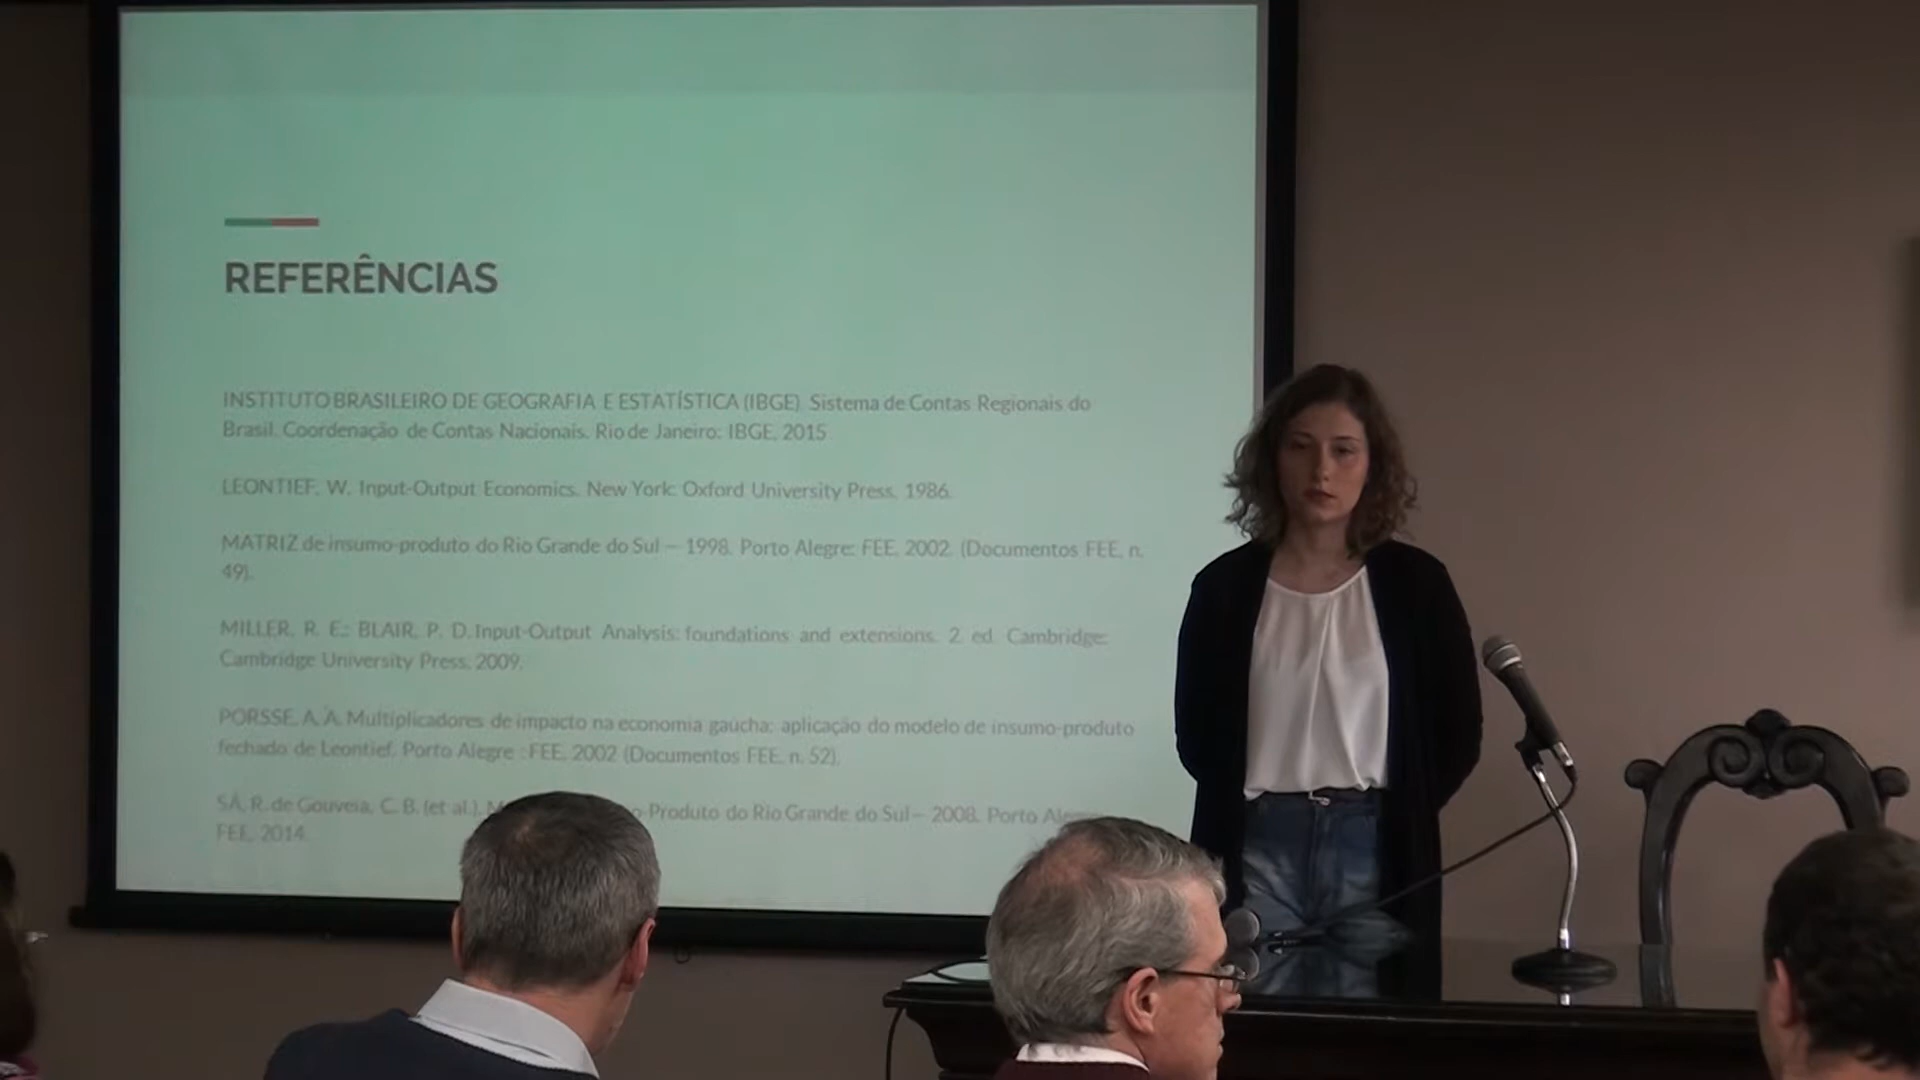 REFERÊNCIAS
INSTITUTO BRASILEIRO DE GEOGRAFIA E ESTATÍSTICA (IBGE). Sistema de Contas Regionais do
Brasil. Coordenação de Contas Nacionais. Rio de Janeiro: IBGE, 2015
LEONTIEF, W. Input-Output Economics. New York: Oxford University Press, 1986.
MATRIZ de insumo-produto do Rio Grande do Sul – 1998. Porto Alegre: FEE, 2002. (Documentos FEE, n.
49).
MILLER, R. E.; BLAIR, P. D. Input-Output Analysis: foundations and extensions. 2. ed. Cambridge:
Cambridge University Press, 2009.
PORSSE, A. A. Multiplicadores de impacto na economia gaúcha: aplicação do modelo de insumo-produto
fechado de Leontief. Porto Alegre : FEE, 2002 (Documentos FEE, n. 52).
SÁ, R. de Gouveia, C. B. (et al.). o-Produto do Rio Grande do Sul – 2008. Porto
FEE, 2014.